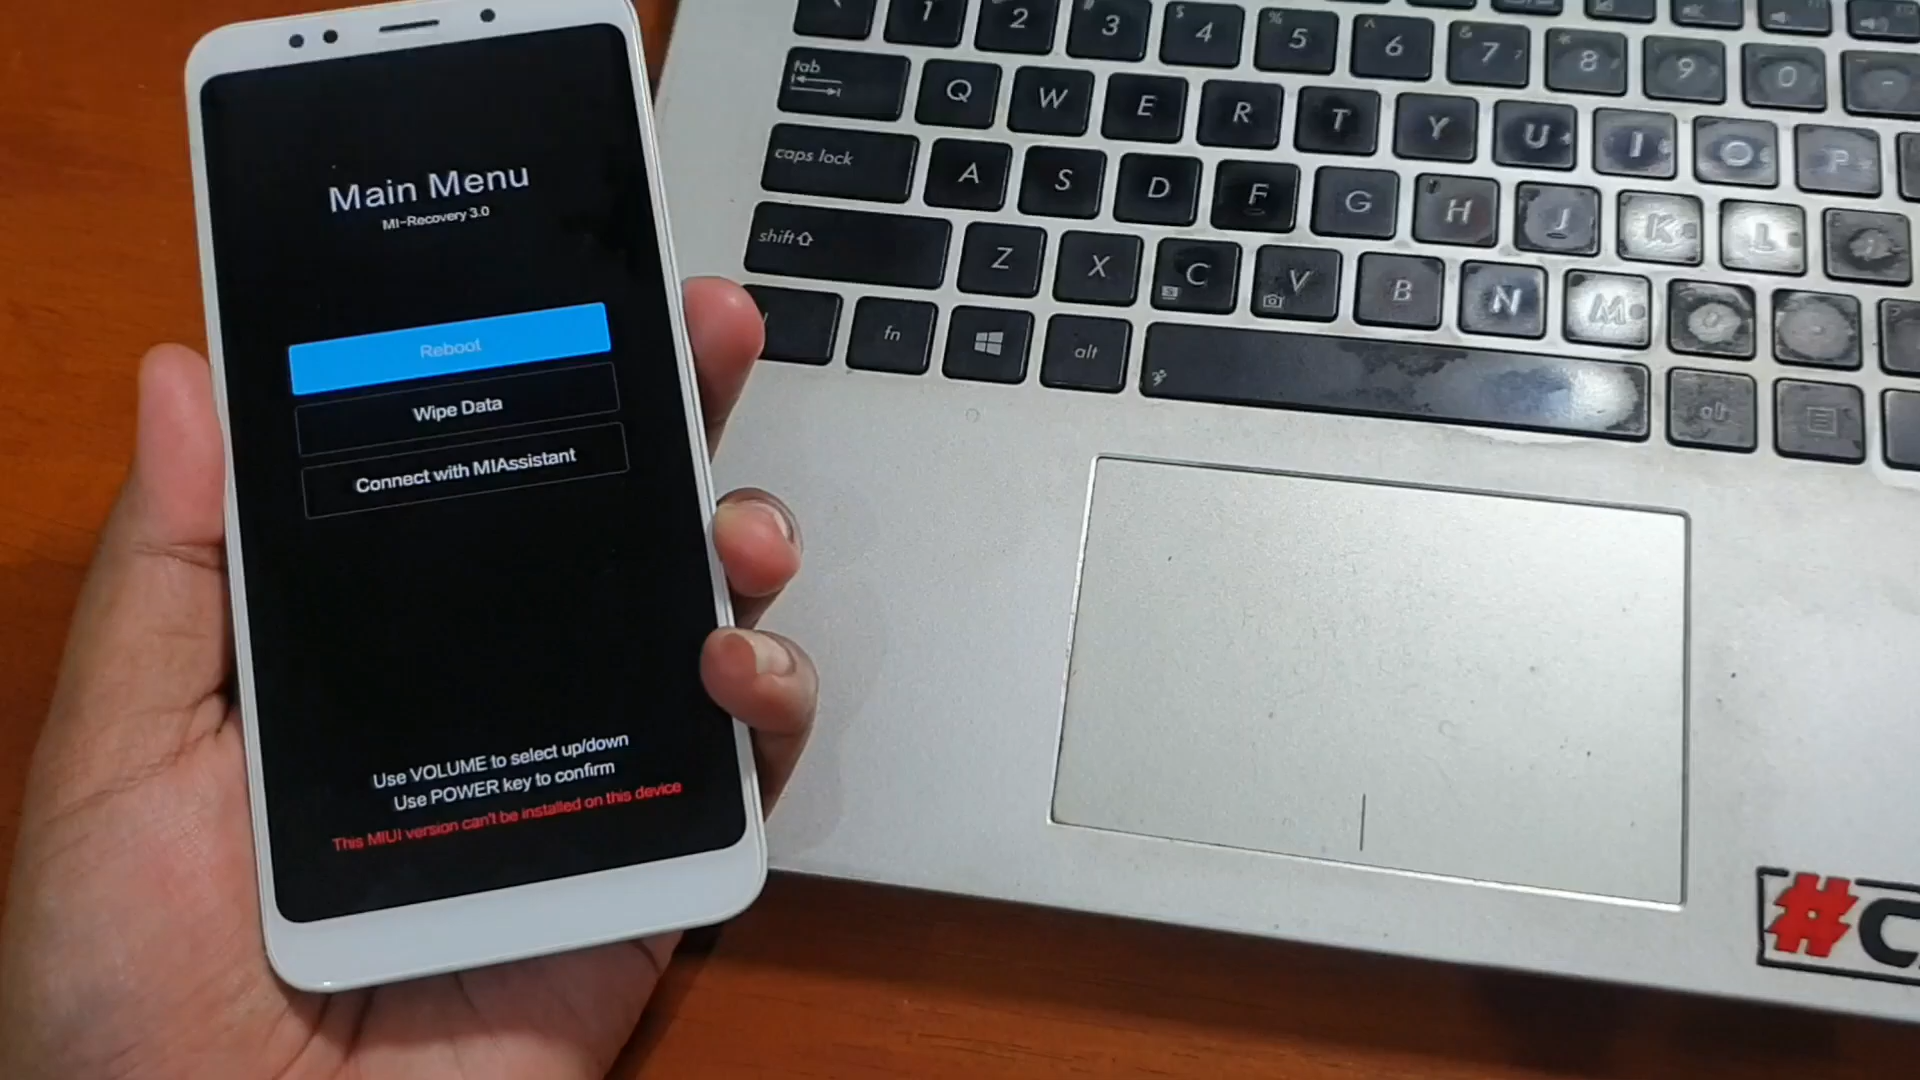 Main Menu
MI-Recovery 3.0
Reboot
Wipe Data
Connect with MIAssistant
Use VOLUME to select up/down
Use POWER key to confirm
This MIUI version can't be installed on this device
1 2 3 4 5 6 7 8 9 0 -
tab Q W E R T Y U I O P
caps lock A S D F G H J K L
shift Z X C V B N M
fn alt
#C